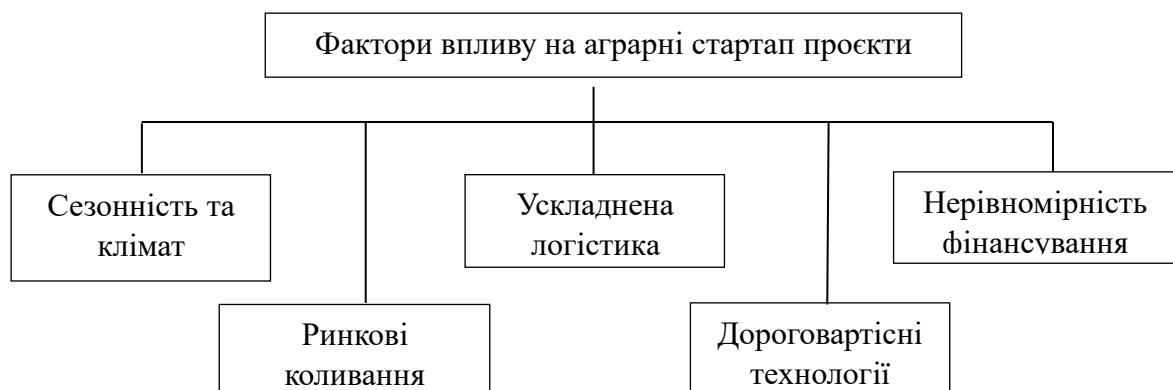 Фактори впливу на аграрні стартап проєкти
Сезонність та
клімат
Ускладнена
логістика
Нерівномірність
фінансування
Ринкові
коливання
Дороговартісні
технології